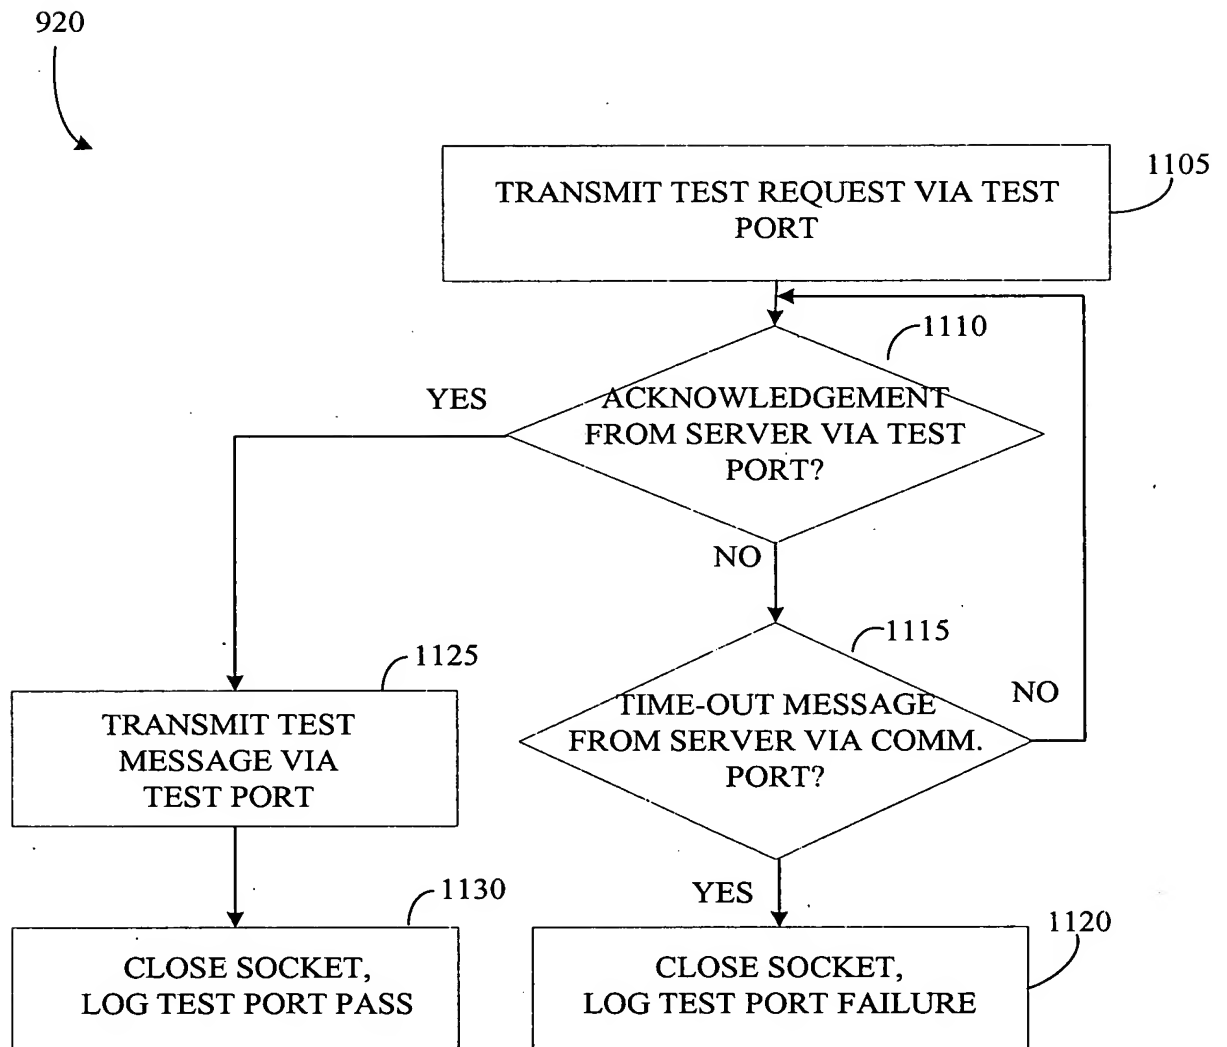 920
1105
TRANSMIT TEST REQUEST VIA TEST
PORT
1110
YES
ACKNOWLEDGEMENT
FROM SERVER VIA TEST
PORT?
NO
1115
1125
NO
TIME-OUT MESSAGE
FROM SERVER VIA COMM.
PORT?
TRANSMIT TEST
MESSAGE VIA
TEST PORT
YES
1130
1120
CLOSE SOCKET,
LOG TEST PORT PASS
CLOSE SOCKET,
LOG TEST PORT FAILURE